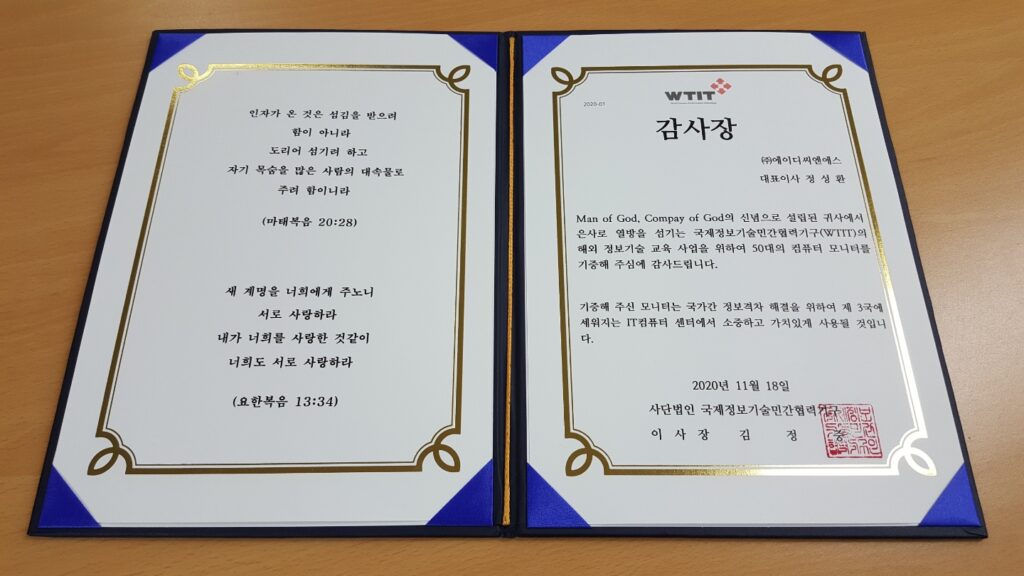 인자가 온 것은 섬김을 받으려
함이 아니라
도리어 섬기려 하고
자기 목숨을 많은 사람의 대속물로
주려 함이니라
(마태복음 20:28)
새 계명을 너희에게 주노니
서로 사랑하라
내가 너희를 사랑한 것같이
너희도 서로 사랑하라
(요한복음 13:34)
WTIT
2020-01
감사장
㈜에이디씨엔에스
대표이사 정 성 환
Man of God, Compay of God의 신념으로 설립된 귀사에서
은사로 열방을 섬기는 국제정보기술민간협력기구(WTIT)의
해외 정보기술 교육 사업을 위하여 50대의 컴퓨터 모니터를
기증해 주심에 감사드립니다.
기증해 주신 모니터는 국가간 정보격차 해결을 위하여 제 3국에
세워지는 IT컴퓨터 센터에서 소중하고 가치있게 사용될 것입니
다.
2020년 11월 18일
사단법인 국제정보기술민간협력기구
이 사 장 김 정